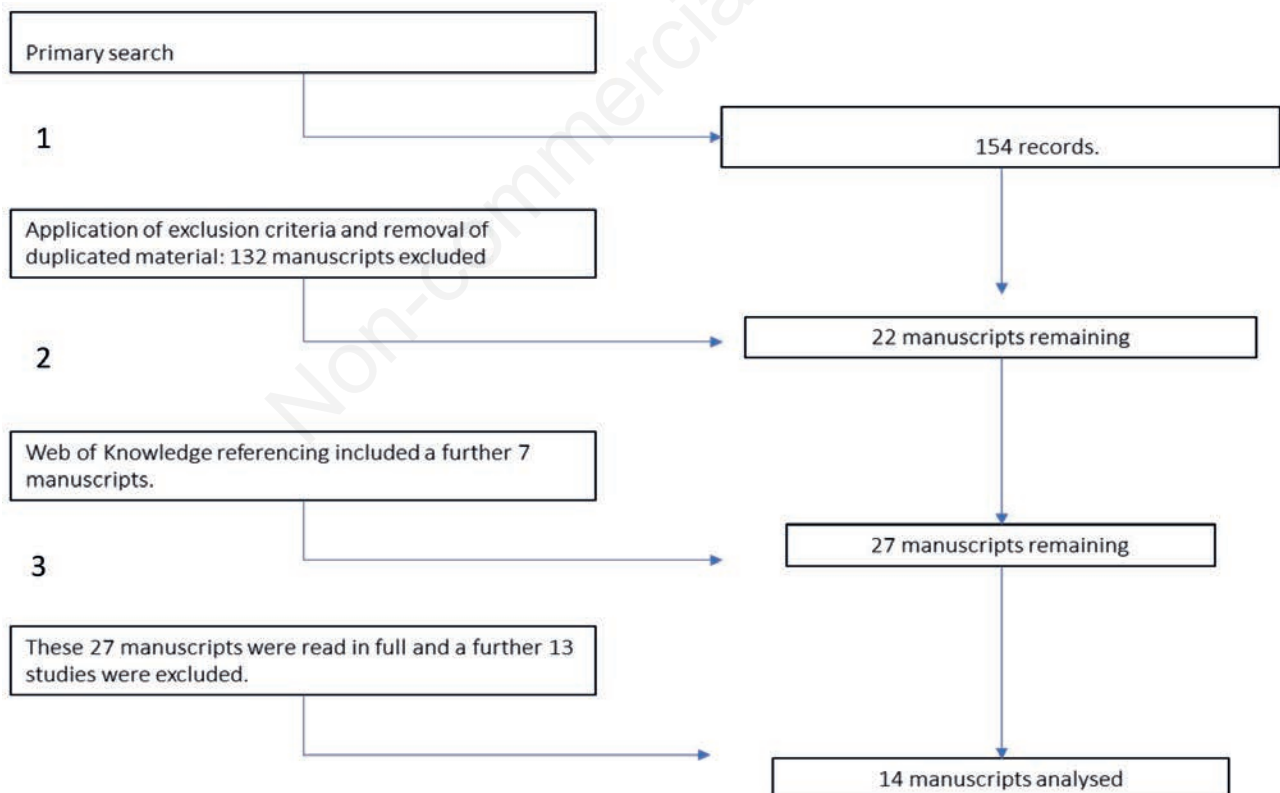 Primary search
1
154 records.
Application of exclusion criteria and removal of
duplicated material: 132 manuscripts excluded
2
22 manuscripts remaining
Web of Knowledge referencing included a further 7
manuscripts.
3
27 manuscripts remaining
These 27 manuscripts were read in full and a further 13
studies were excluded.
14 manuscripts analysed
Non-commercia